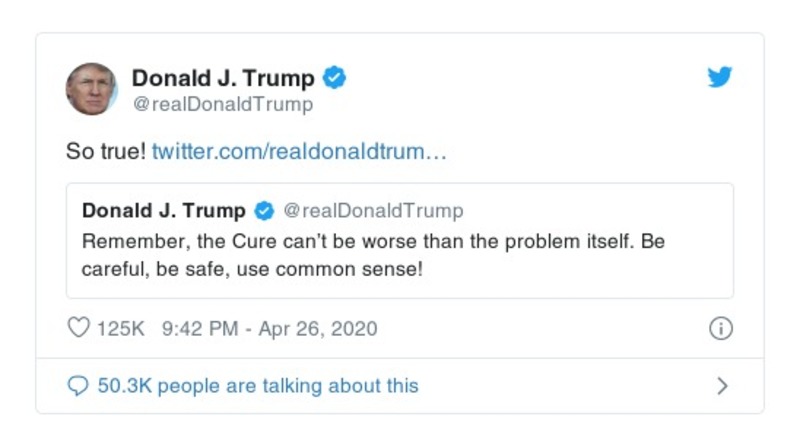 Donald J. Trump
@realDonaldTrump
So true! twitter.com/realdonaldtrum…
Donald J. Trump @realDonaldTrump
Remember, the Cure can’t be worse than the problem itself. Be
careful, be safe, use common sense!
125K 9:42 PM - Apr 26, 2020
50.3K people are talking about this